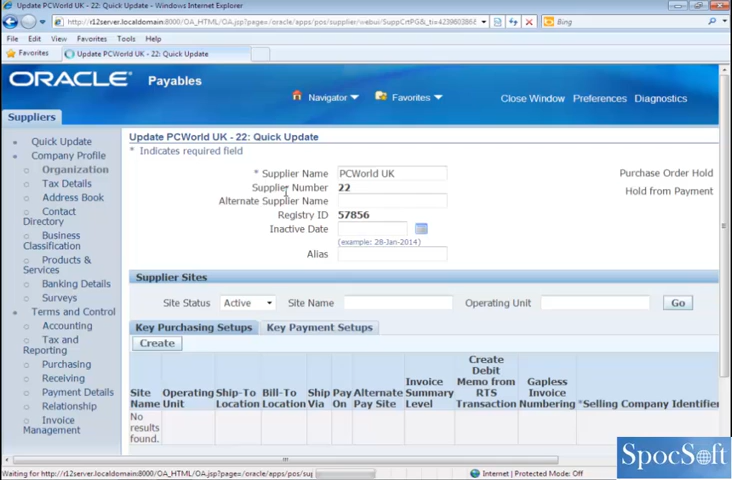 Update PCWorld UK - 22: Quick Update - Windows Internet Explorer
http://r12server.localdomain:8000/OA_HTML/OA.jsp?page=/oracle/apps/pos/supplier/webui/SuppCrtPG&_ti=
Bing
File Edit View Favorites Tools Help
Favorites
Update PCWorld UK - 22: Quick Update
ORACLE Payables
Navigator Favorites Close Window Preferences Diagnostics
Suppliers
Quick Update
Company Profile
Organization
Tax Details
Address Book
Contact
Directory
Business
Classification
Products &
Services
Banking Details
Surveys
Terms and Control
Accounting
Tax and
Reporting
Purchasing
Receiving
Payment Details
Relationship
Invoice
Management
Update PCWorld UK - 22: Quick Update
* Indicates required field
* Supplier Name PCWorld UK
Supplier Number 22
Alternate Supplier Name
Registry ID 57856
Inactive Date
(example: 28-Jan-2014)
Alias
Purchase Order Hold
Hold from Payment
Supplier Sites
Site Status Active Site Name Operating Unit Go
Key Purchasing Setups Key Payment Setups
Create
Site
Name
Operating
Unit
Ship-To
Location
Bill-To
Location
Ship
Via
Pay
On
Alternate
Pay Site
Invoice
Summary
Level
Create
Debit
Memo from
RTS
Transaction
Gapless
Invoice
Numbering
*Selling Company Identifier
No
results
found.
Waiting for http://r12server.localdomain:8000/OA_HTML/OA.jsp?page=/oracle/apps/pos/sup
Internet | Protected Mode: Off
SpocSoft